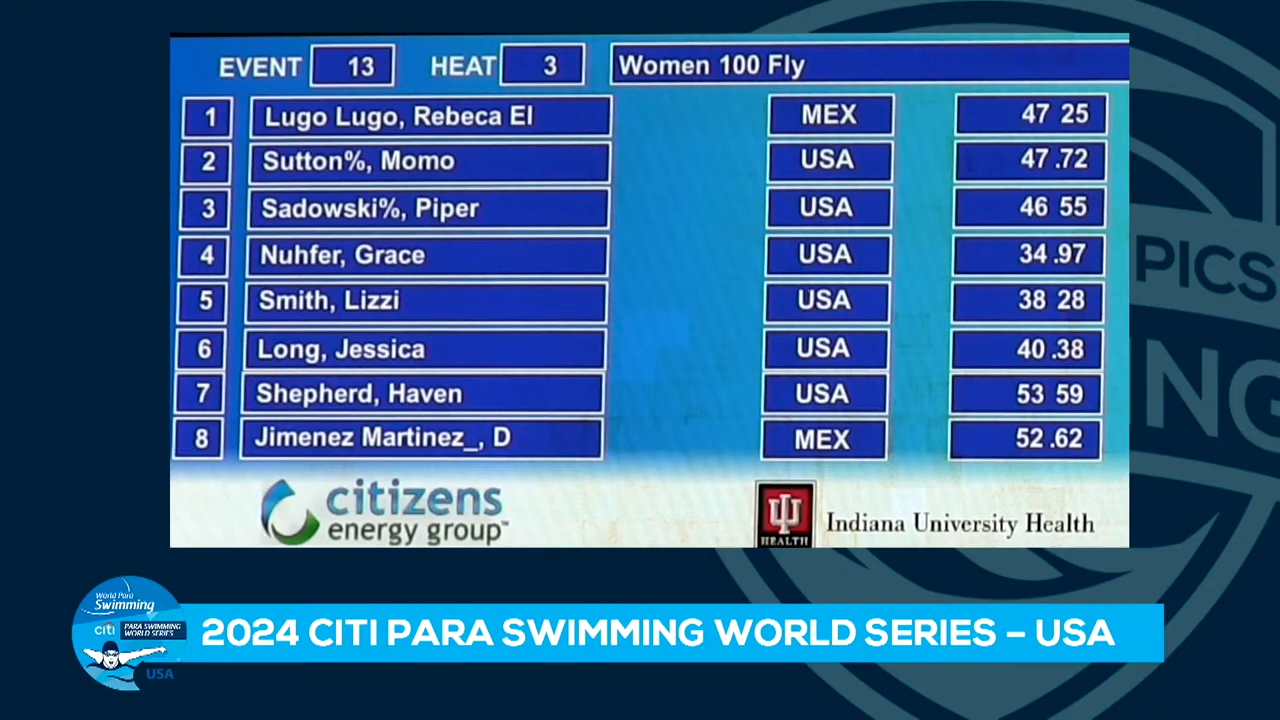 EVENT 13 HEAT 3 Women 100 Fly
1 Lugo Lugo, Rebeca El MEX 47 25
2 Sutton%, Momo USA 47.72
3 Sadowski%, Piper USA 46 55
4 Nuhfer, Grace USA 34.97
5 Smith, Lizzi USA 38 28
6 Long, Jessica USA 40.38
7 Shepherd, Haven USA 53 59
8 Jimenez Martinez_, D MEX 52.62
citizens
energy group™
IU
HEALTH
Indiana University Health
PICS
NG
World Para
Swimming
citi PARA SWIMMING
WORLD SERIES
USA
2024 CITI PARA SWIMMING WORLD SERIES – USA